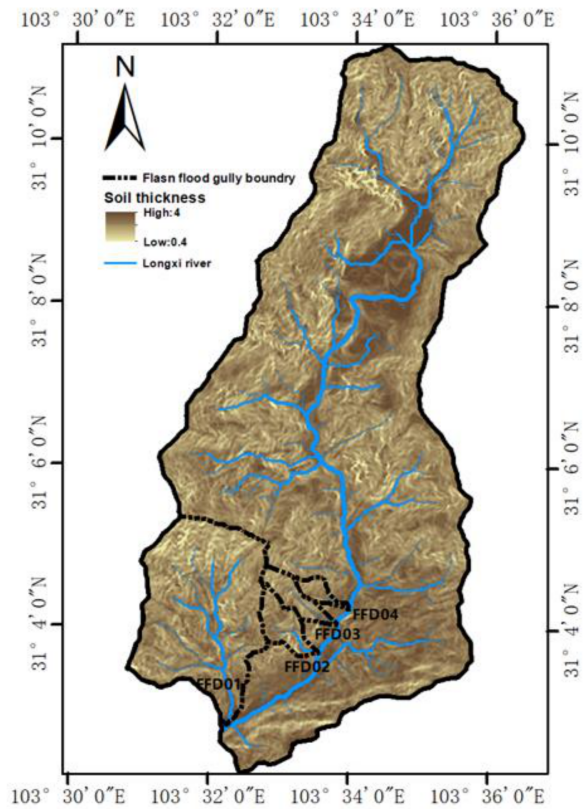 103° 30′ 0″E 103° 32′ 0″E 103° 34′ 0″E 103° 36′ 0″E
N
Flasn flood gully boundry
Soil thickness
High:4
Low:0.4
Longxi river
31° 10′ 0″N
31° 10′ 0″N
31° 8′ 0″N
31° 8′ 0″N
31° 6′ 0″N
31° 6′ 0″N
31° 4′ 0″N
31° 4′ 0″N
FFD04
FFD03
FFD02
FFD01
103° 30′ 0″E 103° 32′ 0″E 103° 34′ 0″E 103° 36′ 0″E